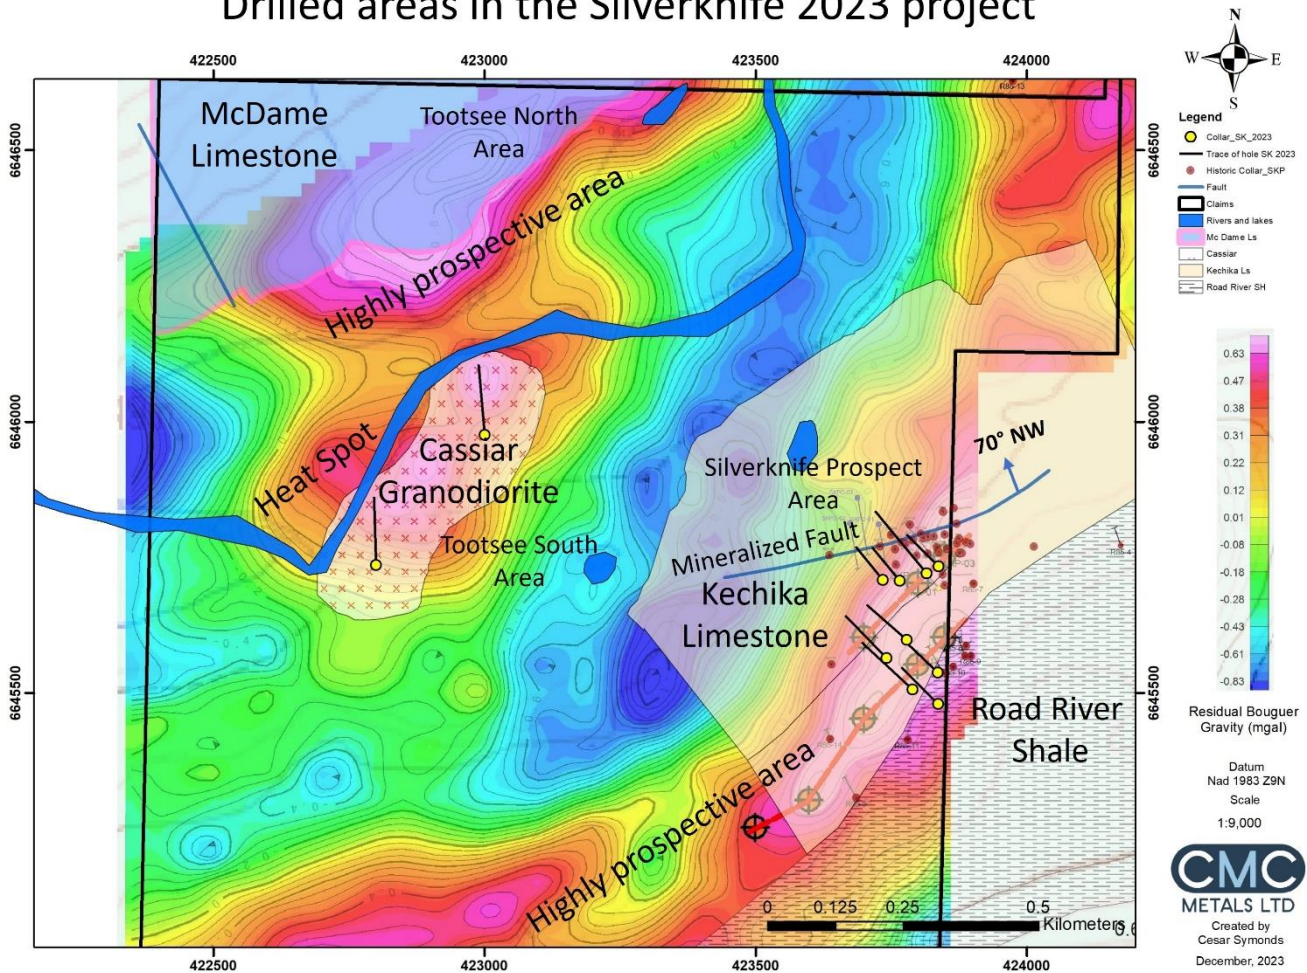 Drilled areas in the Silverknife 2023 project
422500
423000
423500
424000
N
W
E
S
McDame
Limestone
Tootsee North
Area
R85-13
6646500
6646500
Legend
Collar_SK_2023
Trace of hole SK 2023
Historic Collar_SKP
Fault
Claims
Rivers and lakes
Mc Dame Ls
Cassiar
Kechika Ls
Road River SH
Highly prospective area
0.63
0.47
0.38
0.31
0.22
0.12
0.01
-0.08
-0.18
-0.28
-0.43
-0.61
-0.83
6646000
6646000
Heat Spot
Cassiar
Granodiorite
70° NW
Silverknife Prospect
Area
Mineralized Fault
Tootsee South
Area
Kechika
Limestone
6645500
6645500
Road River
Shale
Residual Bouguer
Gravity (mgal)
Datum
Nad 1983 Z9N
Scale
1:9,000
Highly prospective area
0
0.125
0.25
0.5
Kilometers
CMC
METALS LTD
Created by
Cesar Symonds
December, 2023
422500
423000
423500
424000